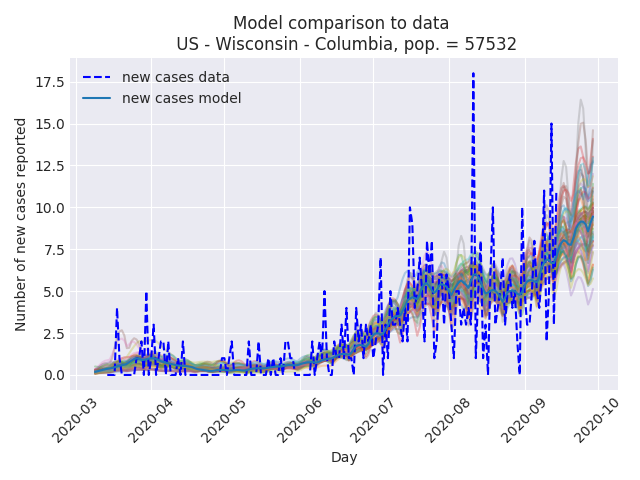 Model comparison to data
US - Wisconsin - Columbia, pop. = 57532
new cases data
new cases model
17.5
15.0
12.5
10.0
7.5
5.0
2.5
0.0
Number of new cases reported
2020-03
2020-04
2020-05
2020-06
2020-07
2020-08
2020-09
2020-10
Day